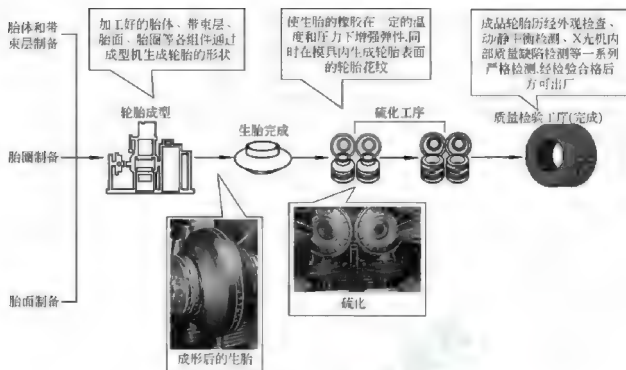 胎体和带
束层制备
加工好的胎体、带束层、
胎面、胎圈等各组件通过
成型机生成轮胎的形状
使生胎的橡胶在一定的温
度和压力下增强弹性,同
时在模具内生成轮胎表面
的轮胎花纹
成品轮胎历经外观检查、
动/静平衡检测、X光机内
部质量缺陷检测等一系列
严格检测,经检验合格后
方可出厂
轮胎成型
生胎完成
硫化工序
质量检验工序(完成)
胎圈制备
胎面制备
成形后的生胎
硫化